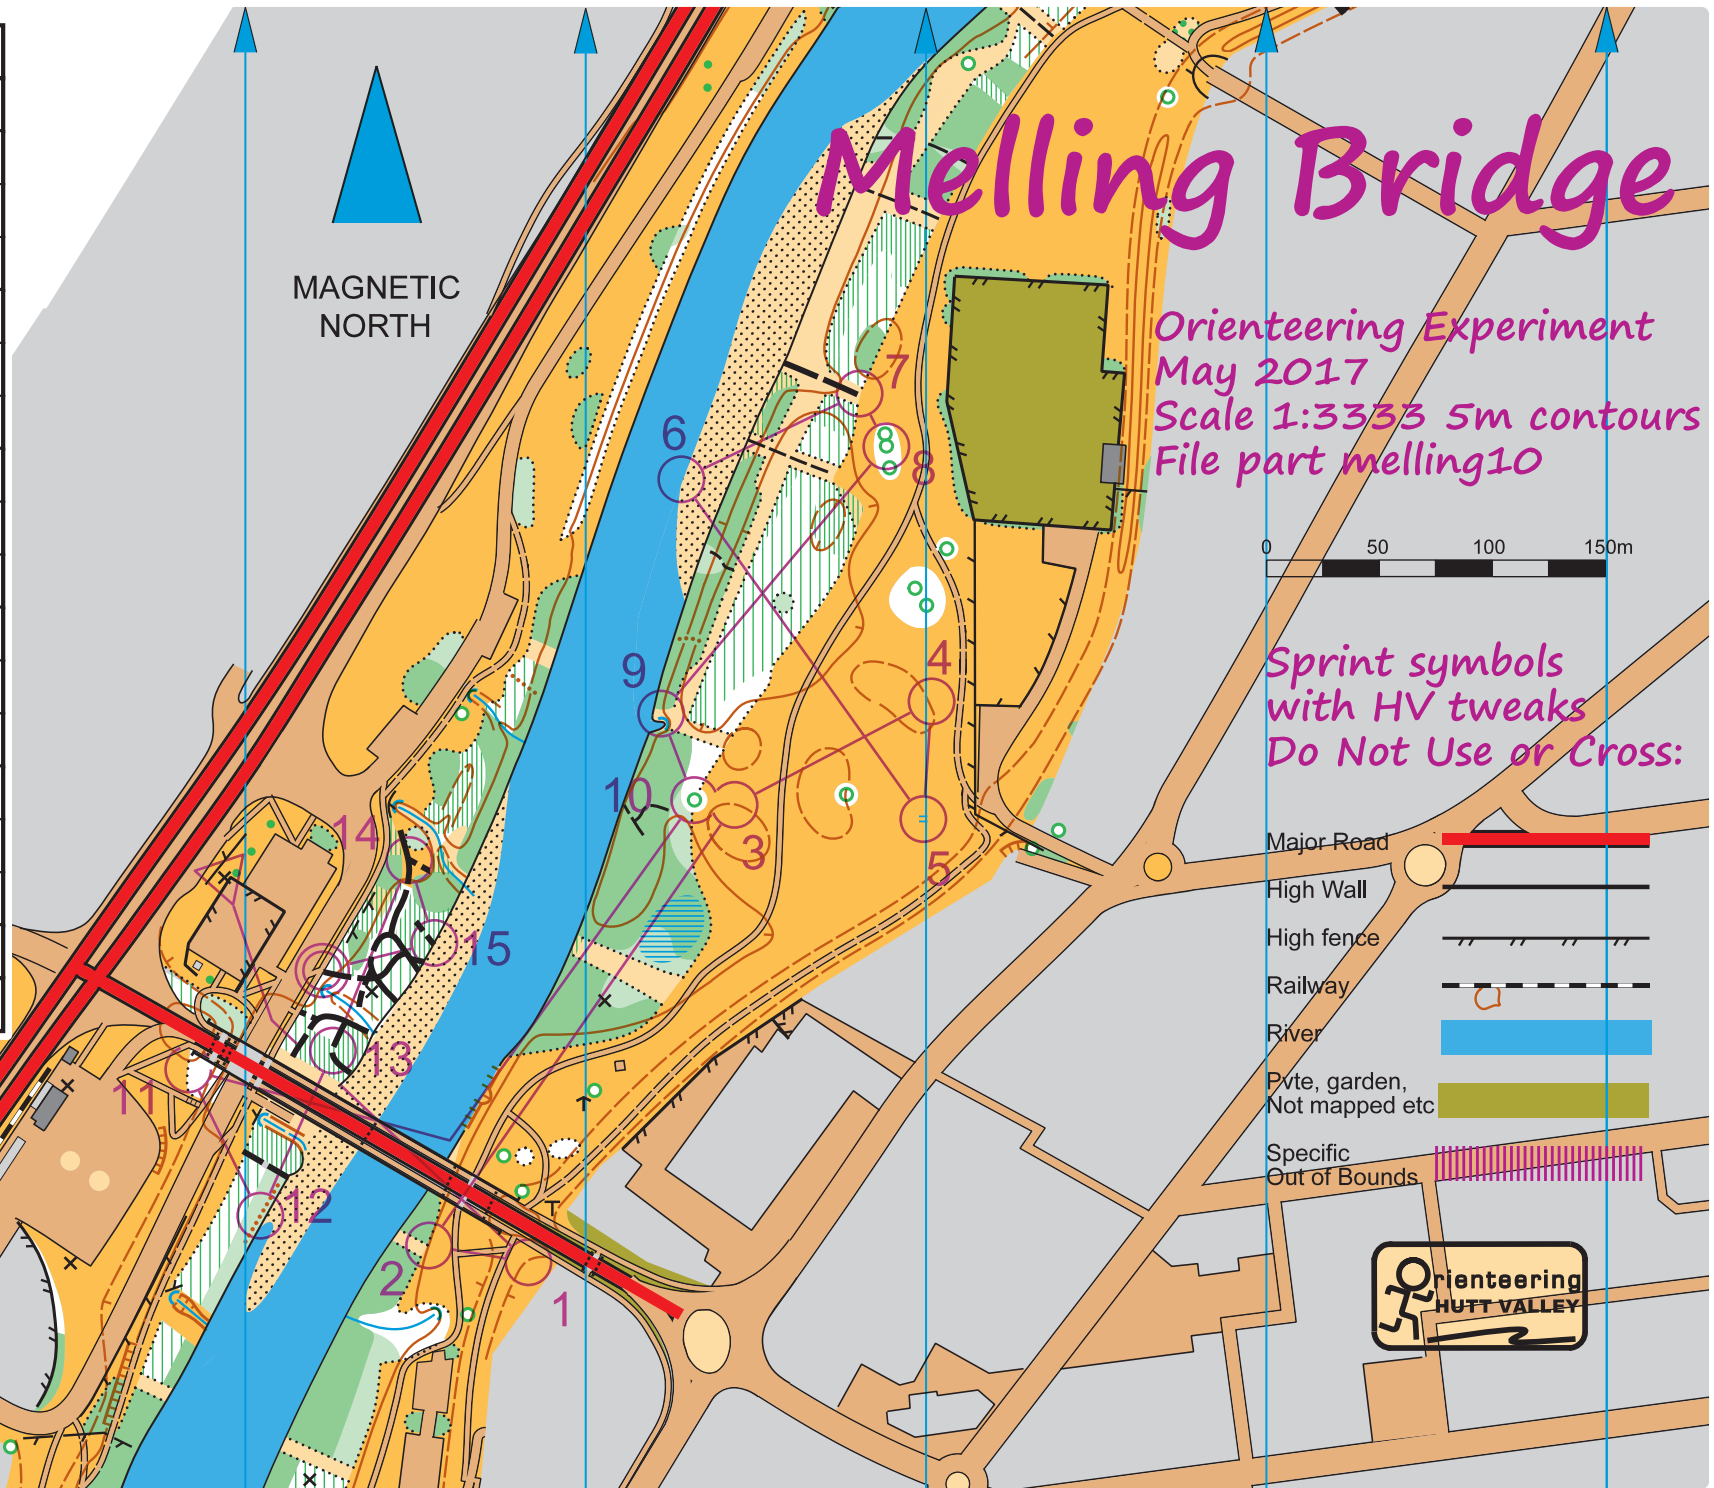 Melling Bridge
MAGNETIC
NORTH
Orienteering Experiment
May 2017
Scale 1:3333 5m contours
File part melling10
0 50 100 150m
Sprint symbols
with HV tweaks
Do Not Use or Cross:
Major Road
High Wall
High fence
Railway
River
Pvte, garden,
Not mapped etc
Specific
Out of Bounds
rienteering
HUTT VALLEY
7
6
8
4
9
10
3
14
5
15
13
11
12
2
1